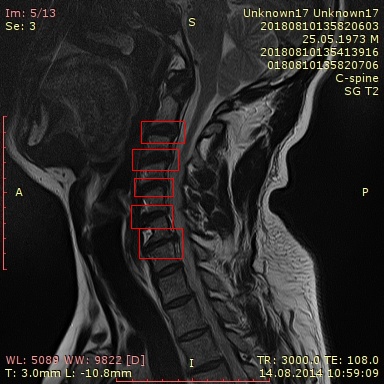 Im: 5/13
Se: 3
S
Unknown17 Unknown17
20180810135820603
25.05.1973 M
20180810135413916
0180810135820706
C-spine
SG T2
A
P
WL: 5089 WW: 9822 [D]
T: 3.0mm L: -10.8mm
I
TR: 3000.0 TE: 108.0
14.08.2014 10:59:09